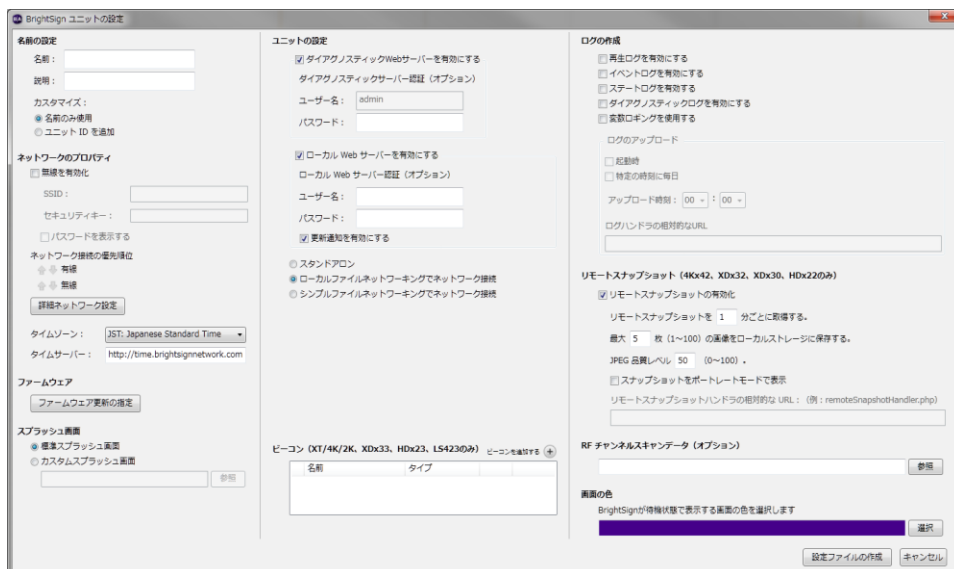 BrightSign ユニットの設定
名前の設定
名前：
説明：
カスタマイズ：
名前のみ使用
ユニット ID を追加
ネットワークのプロパティ
無線を有効化
SSID：
セキュリティキー：
パスワードを表示する
ネットワーク接続の優先順位
有線
無線
詳細ネットワーク設定
タイムゾーン： JST: Japanese Standard Time
タイムサーバー： http://time.brightsignnetwork.com
ファームウェア
ファームウェア更新の指定
スプラッシュ画面
標準スプラッシュ画面
カスタムスプラッシュ画面
参照
ユニットの設定
ダイアグノスティックWebサーバーを有効にする
ダイアグノスティックサーバー認証（オプション）
ユーザー名： admin
パスワード：
ローカル Web サーバーを有効にする
ローカル Web サーバー認証（オプション）
ユーザー名：
パスワード：
更新通知を有効にする
スタンドアロン
ローカルファイルネットワーキングでネットワーク接続
シンプルファイルネットワーキングでネットワーク接続
ビーコン（XT/4K/2K、XDx33、HDx23、LS423のみ） ビーコンを追加する
名前 タイプ
ログの作成
再生ログを有効にする
イベントログを有効にする
ステートログを有効する
ダイアグノスティックログを有効にする
変数ロギングを使用する
ログのアップロード
起動時
特定の時刻に毎日
アップロード時刻： 00 : 00
ログハンドラの相対的なURL
リモートスナップショット（4Kx42、XDx32、XDx30、HDx22のみ）
リモートスナップショットの有効化
リモートスナップショットを 1 分ごとに取得する。
最大 5 枚（1～100）の画像をローカルストレージに保存する。
JPEG 品質レベル 50 （0～100）。
スナップショットをポートレートモードで表示
リモートスナップショットハンドラの相対的な URL：（例：remoteSnapshotHandler.php）
RF チャンネルスキャンデータ（オプション）
参照
画面の色
BrightSignが待機状態で表示する画面の色を選択します
選択
設定ファイルの作成 キャンセル